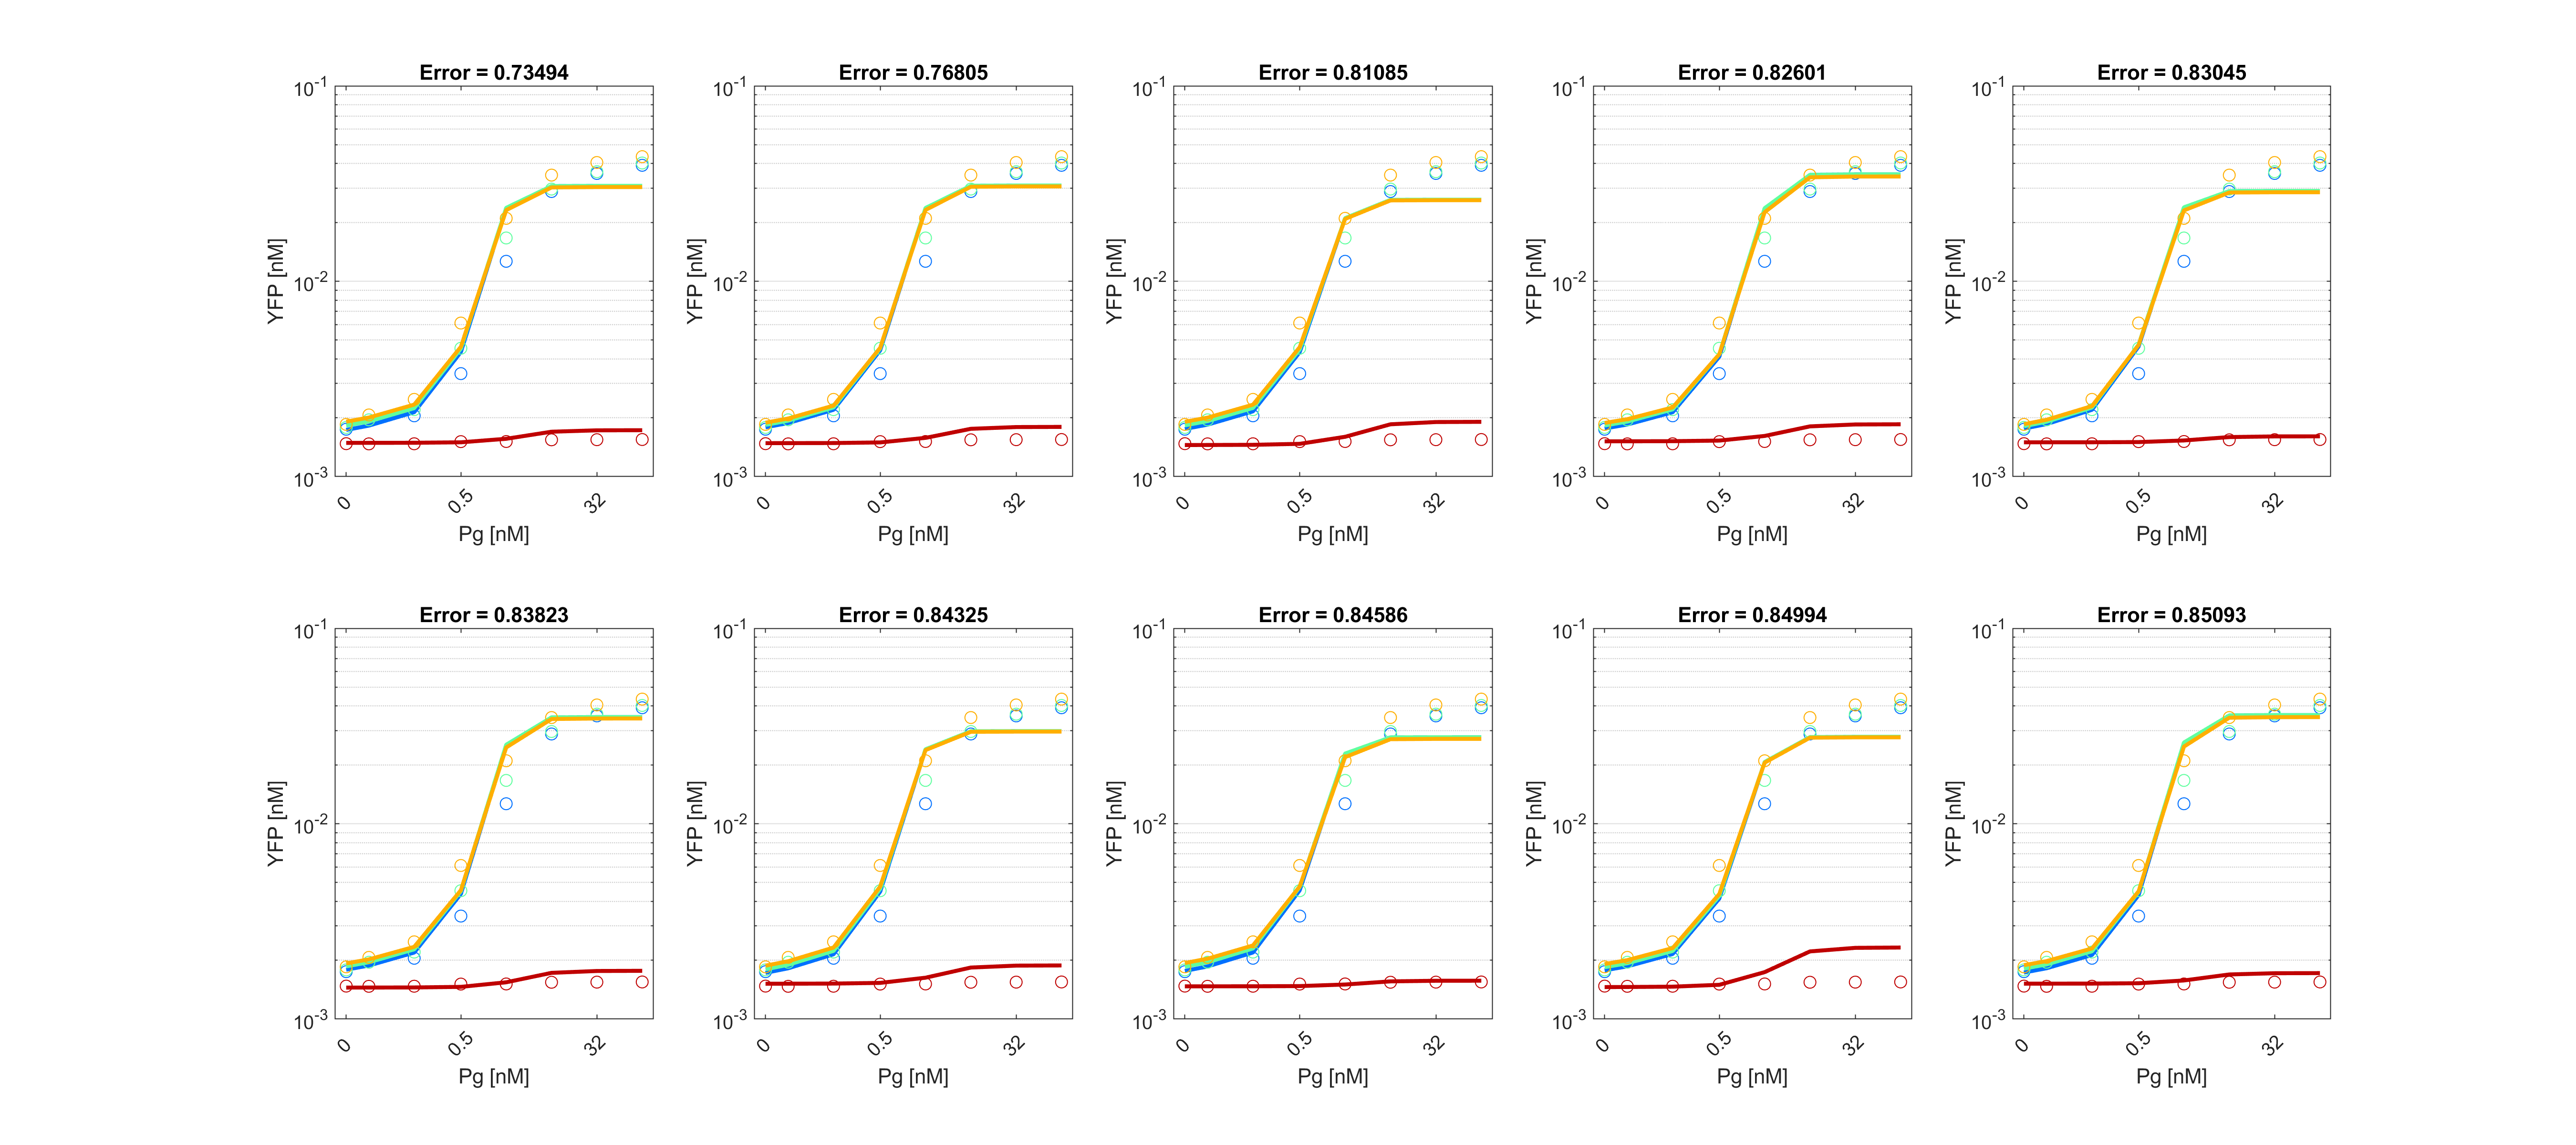 Error = 0.73494
Error = 0.76805
Error = 0.81085
Error = 0.82601
Error = 0.83045
10-1
10-2
10-3
YFP [nM]
0
0.5
32
Pg [nM]
10-1
10-2
10-3
YFP [nM]
0
0.5
32
Pg [nM]
10-1
10-2
10-3
YFP [nM]
0
0.5
32
Pg [nM]
10-1
10-2
10-3
YFP [nM]
0
0.5
32
Pg [nM]
10-1
10-2
10-3
YFP [nM]
0
0.5
32
Pg [nM]
Error = 0.83823
Error = 0.84325
Error = 0.84586
Error = 0.84994
Error = 0.85093
10-1
10-2
10-3
YFP [nM]
0
0.5
32
Pg [nM]
10-1
10-2
10-3
YFP [nM]
0
0.5
32
Pg [nM]
10-1
10-2
10-3
YFP [nM]
0
0.5
32
Pg [nM]
10-1
10-2
10-3
YFP [nM]
0
0.5
32
Pg [nM]
10-1
10-2
10-3
YFP [nM]
0
0.5
32
Pg [nM]